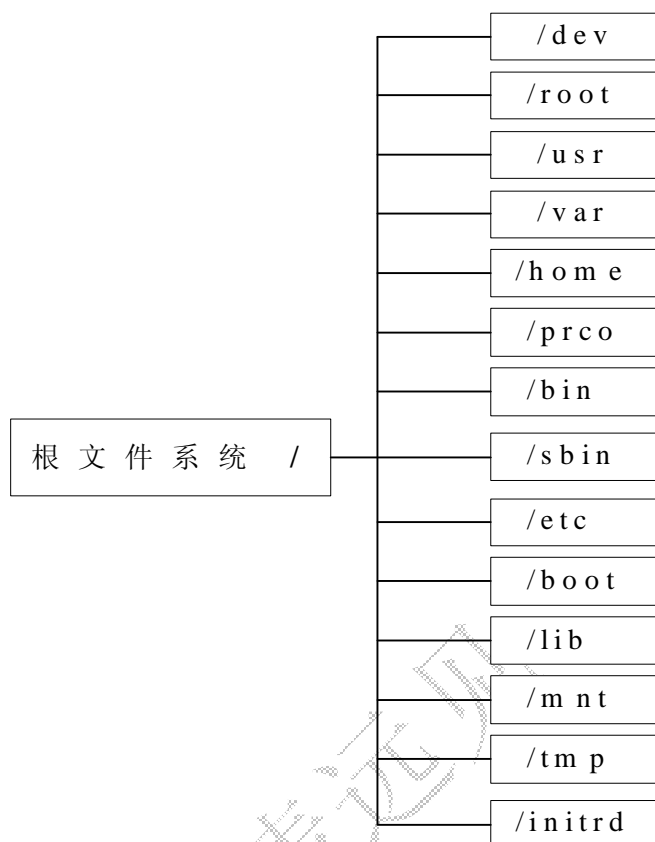 /dev
/root
/usr
/var
/home
/prco
/bin
根文件系统 /
/sbin
/etc
/boot
/lib
/mnt
/tmp
/initrd